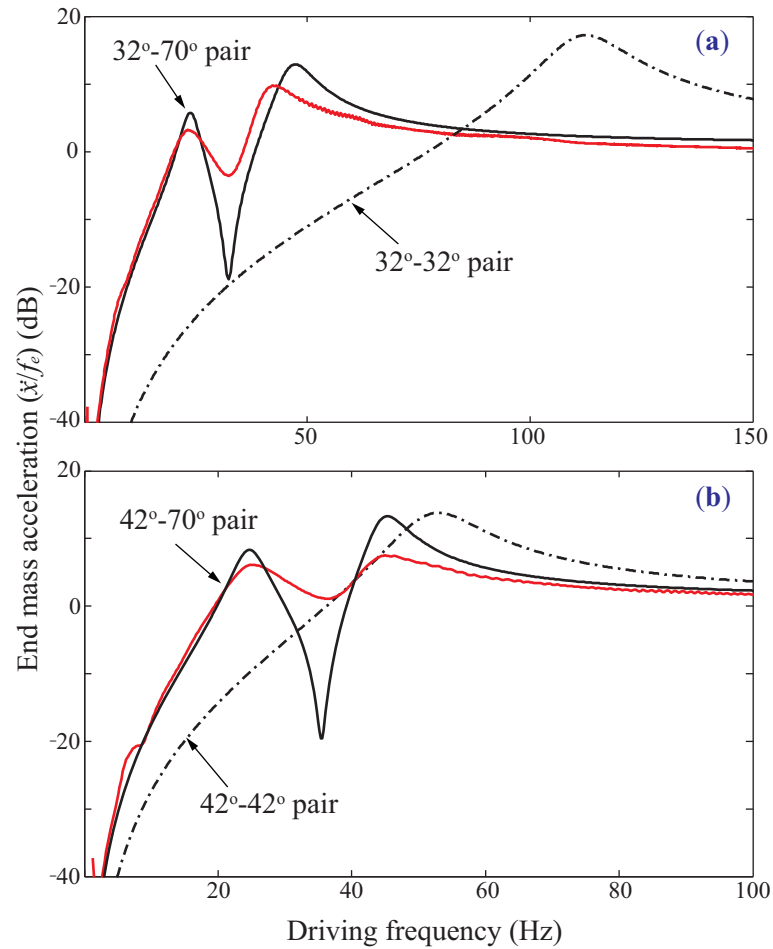 20
(a)
32°-70° pair
0
32°-32° pair
-20
-40
50
100
150
End mass acceleration (ẍ/fₑ) (dB)
20
(b)
42°-70° pair
0
-20
42°-42° pair
-40
20
40
60
80
100
Driving frequency (Hz)